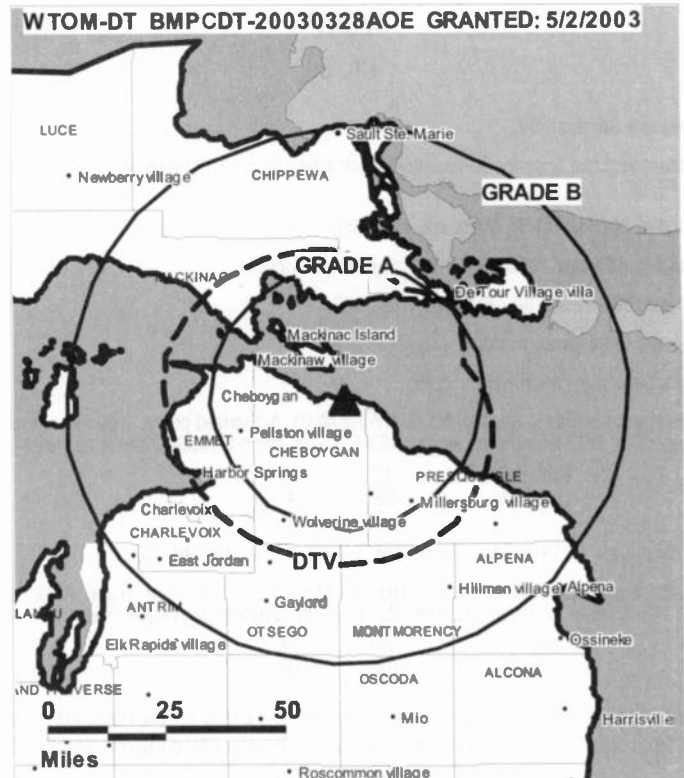 WTOM-DT BMPCDT-20030328AOE GRANTED: 5/2/2003
LUCE
Sault Ste. Marie
Newberry village
CHIPPEWA
GRADE B
GRADE A
MACKINAC
De Tour Village villa
Mackinac Island
Mackinaw village
Cheboygan
EMMET
Pellston village
CHEBOYGAN
Harbor Springs
PRESQUE ISLE
Millersburg village
Charlevoix
Wolverine village
CHARLEVOIX
DTV
East Jordan
ALPENA
Hillman village
Alpena
ANTRIM
Gaylord
OTSEGO
MONTMORENCY
Elk Rapids village
Ossineke
OSCODA
ALCONA
AND TRAVERSE
0 25 50
Mio
Harrisville
Miles
Roscommon village